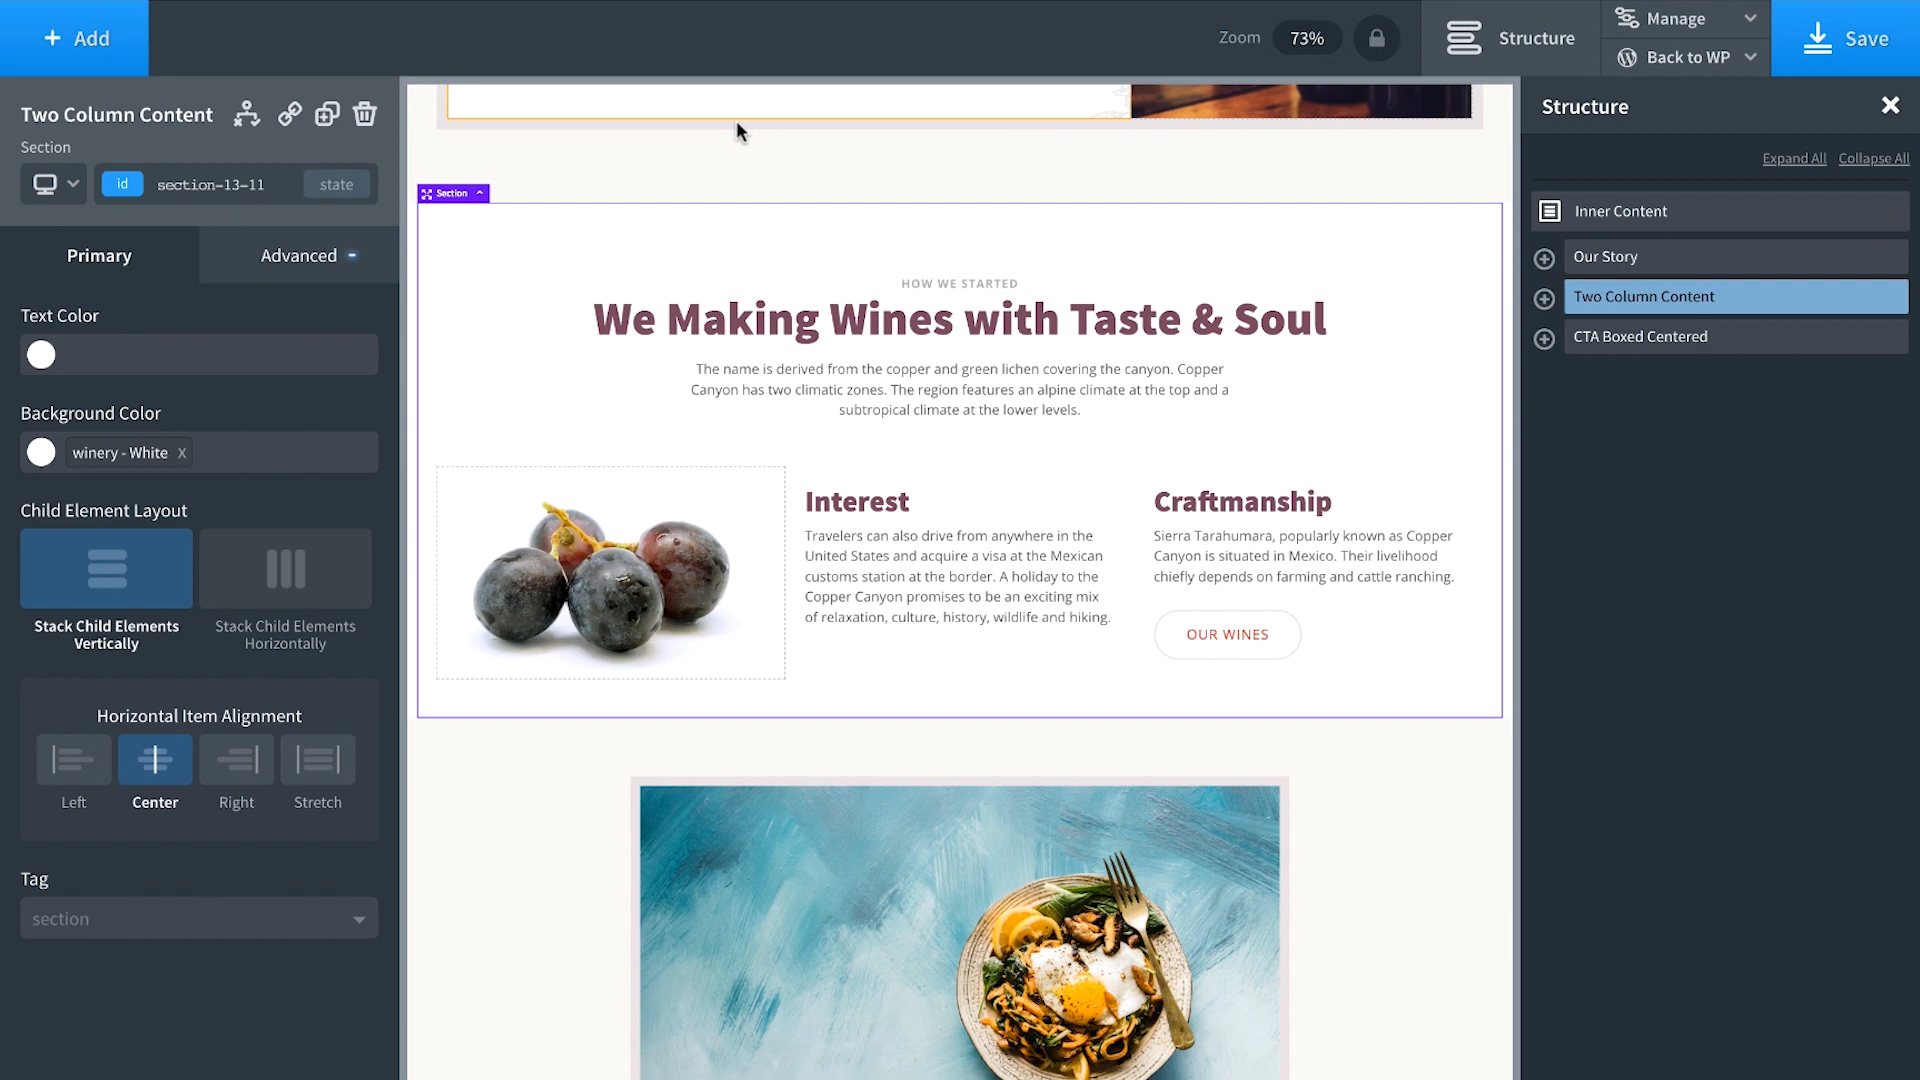 + Add
Zoom 73%
Structure
Manage
Back to WP
Save
Two Column Content
Section
id section-13-11 state
Primary
Advanced
Text Color
Background Color
winery - White x
Child Element Layout
Stack Child Elements
Vertically
Stack Child Elements
Horizontally
Horizontal Item Alignment
Left
Center
Right
Stretch
Tag
section
Section
HOW WE STARTED
We Making Wines with Taste & Soul
The name is derived from the copper and green lichen covering the canyon. Copper
Canyon has two climatic zones. The region features an alpine climate at the top and a
subtropical climate at the lower levels.
Interest
Travelers can also drive from anywhere in the
United States and acquire a visa at the Mexican
customs station at the border. A holiday to the
Copper Canyon promises to be an exciting mix
of relaxation, culture, history, wildlife and hiking.
Craftmanship
Sierra Tarahumara, popularly known as Copper
Canyon is situated in Mexico. Their livelihood
chiefly depends on farming and cattle ranching.
OUR WINES
Structure
Expand All Collapse All
Inner Content
Our Story
Two Column Content
CTA Boxed Centered